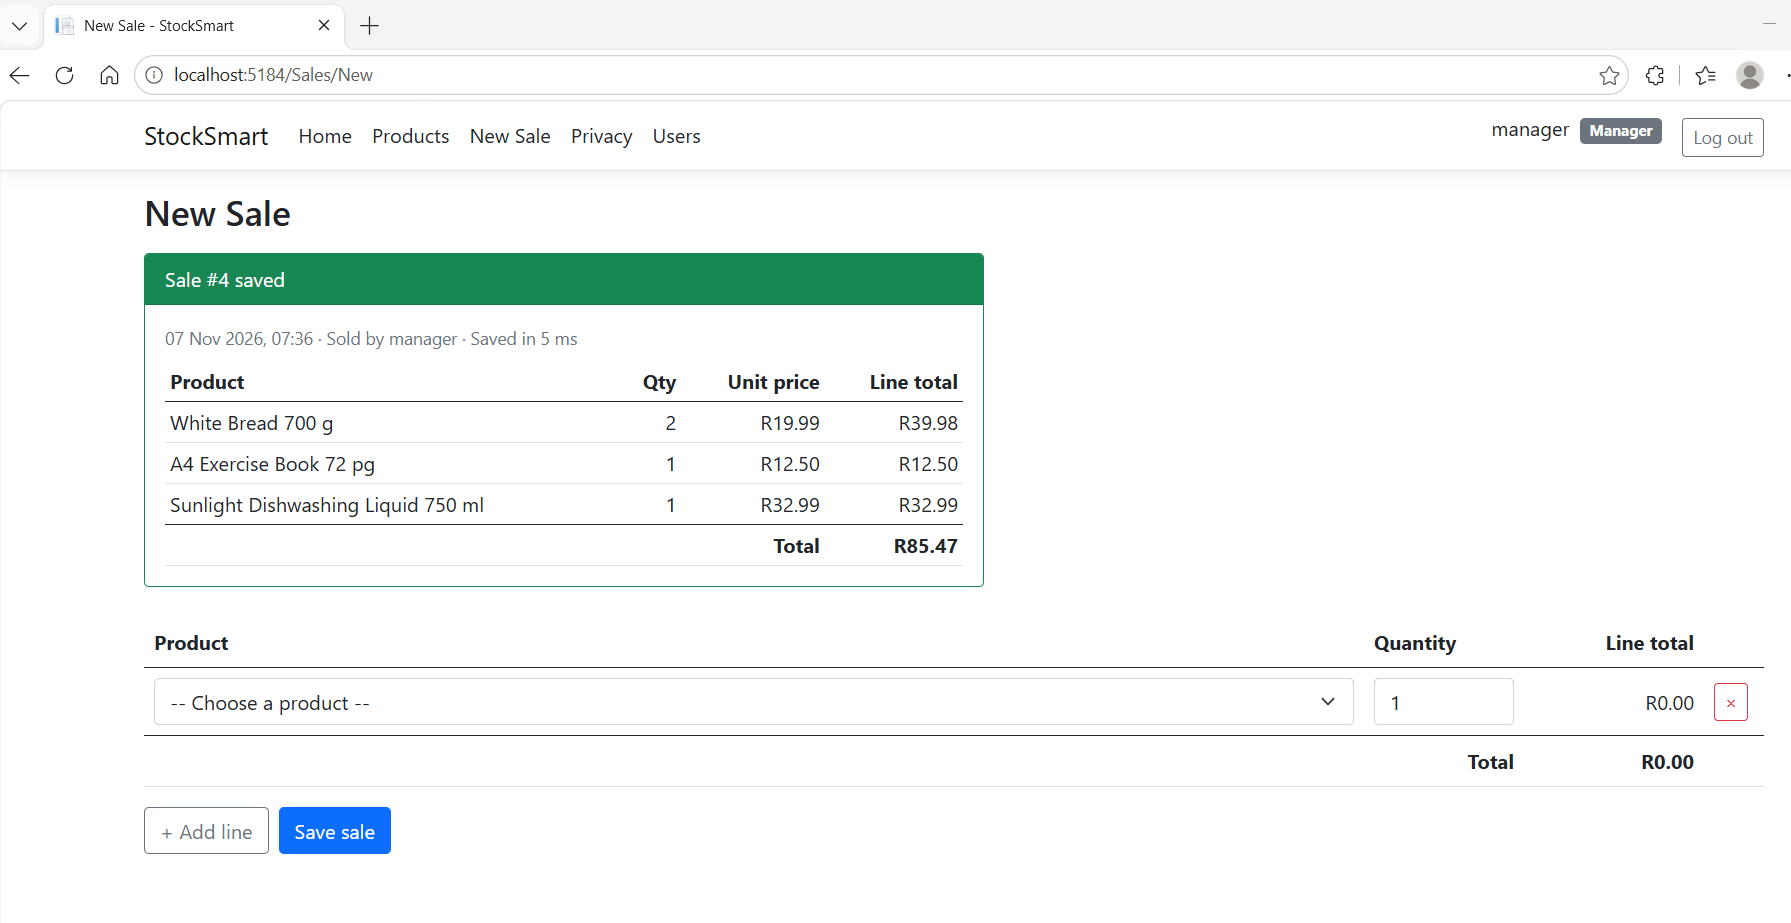 New Sale - StockSmart
localhost:5184/Sales/New
StockSmart Home Products New Sale Privacy Users manager Manager Log out
New Sale
Sale #4 saved
07 Nov 2026, 07:36 · Sold by manager · Saved in 5 ms
Product Qty Unit price Line total
White Bread 700 g 2 R19.99 R39.98
A4 Exercise Book 72 pg 1 R12.50 R12.50
Sunlight Dishwashing Liquid 750 ml 1 R32.99 R32.99
Total R85.47
Product Quantity Line total
-- Choose a product -- 1 R0.00 ×
Total R0.00
+ Add line Save sale